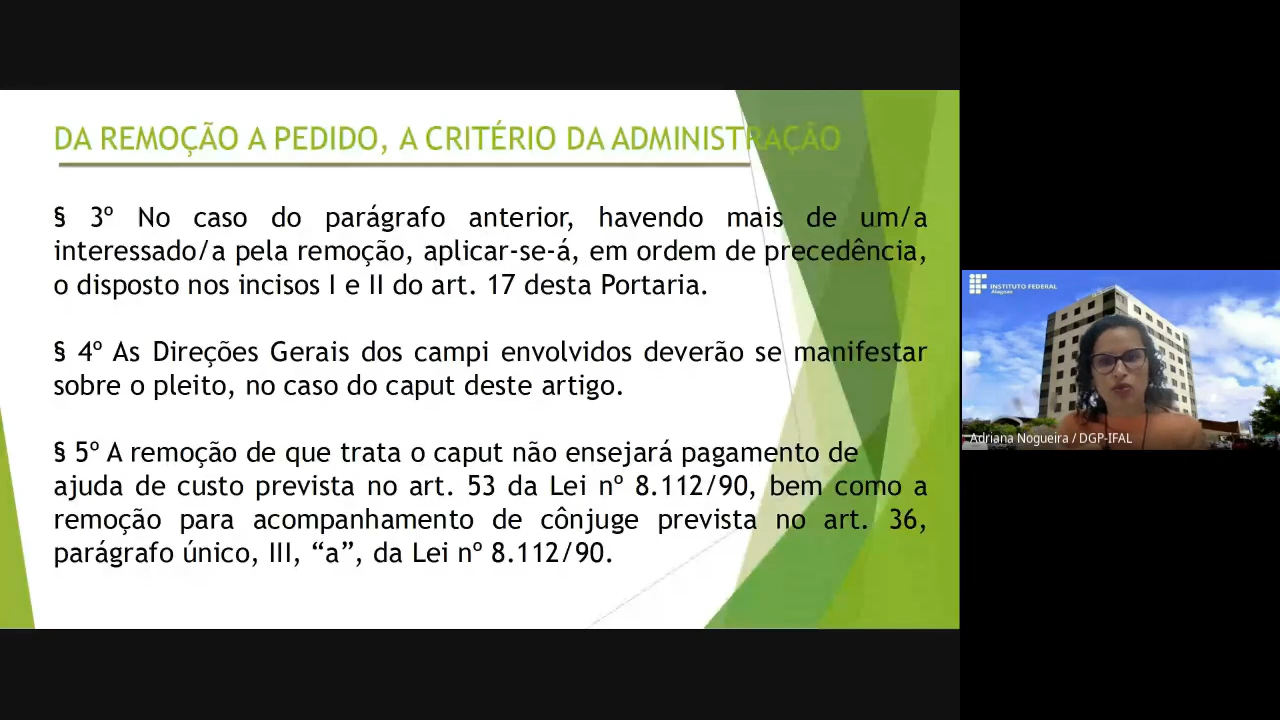 DA REMOÇÃO A PEDIDO, A CRITÉRIO DA ADMINISTRAÇÃO
§ 3º No caso do parágrafo anterior, havendo mais de um/a
interessado/a pela remoção, aplicar-se-á, em ordem de precedência,
o disposto nos incisos I e II do art. 17 desta Portaria.
§ 4º As Direções Gerais dos campi envolvidos deverão se manifestar
sobre o pleito, no caso do caput deste artigo.
§ 5º A remoção de que trata o caput não ensejará pagamento de
ajuda de custo prevista no art. 53 da Lei nº 8.112/90, bem como a
remoção para acompanhamento de cônjuge prevista no art. 36,
parágrafo único, III, “a”, da Lei nº 8.112/90.
INSTITUTO FEDERAL
Alagoas
Adriana Nogueira / DGP-IFAL